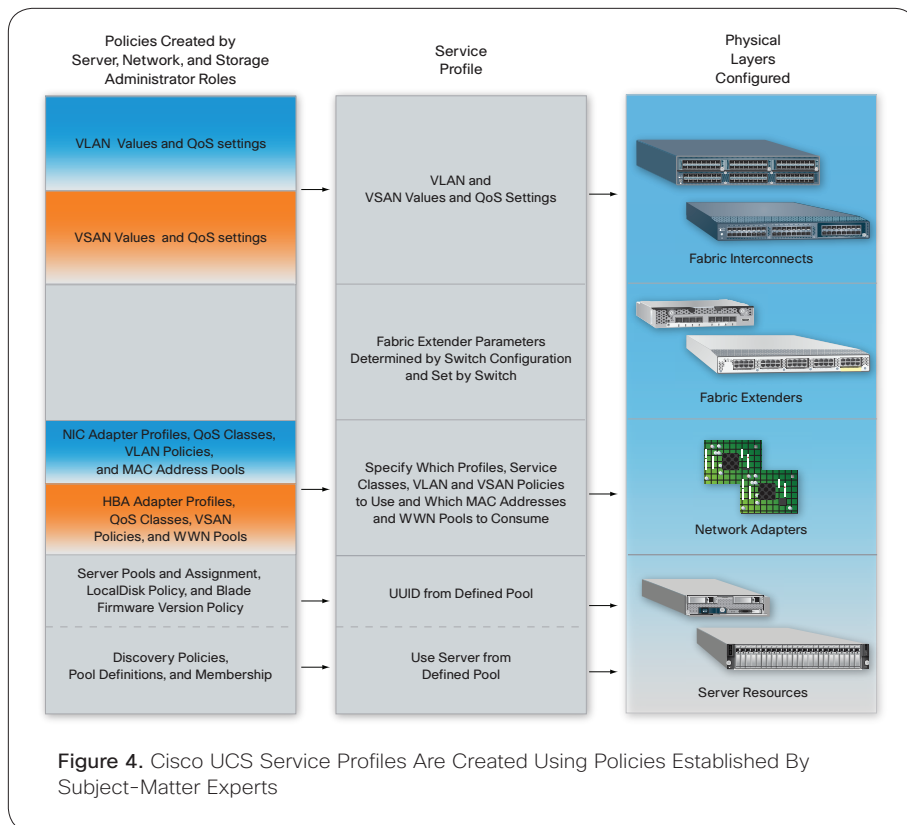 Policies Created by
Server, Network, and Storage
Administrator Roles
Service
Profile
Physical
Layers
Configured
VLAN Values and QoS settings
VSAN Values and QoS settings
VLAN and
VSAN Values and QoS Settings
Fabric Interconnects
Fabric Extender Parameters
Determined by Switch Configuration
and Set by Switch
Fabric Extenders
NIC Adapter Profiles, QoS Classes,
VLAN Policies,
and MAC Address Pools
HBA Adapter Profiles,
QoS Classes, VSAN
Policies, and WWN Pools
Specify Which Profiles, Service
Classes, VLAN and VSAN Policies
to Use and Which MAC Addresses
and WWN Pools to Consume
Network Adapters
Server Pools and Assignment,
LocalDisk Policy, and Blade
Firmware Version Policy
UUID from Defined Pool
Discovery Policies,
Pool Definitions, and Membership
Use Server from
Defined Pool
Server Resources
Figure 4. Cisco UCS Service Profiles Are Created Using Policies Established By
Subject-Matter Experts